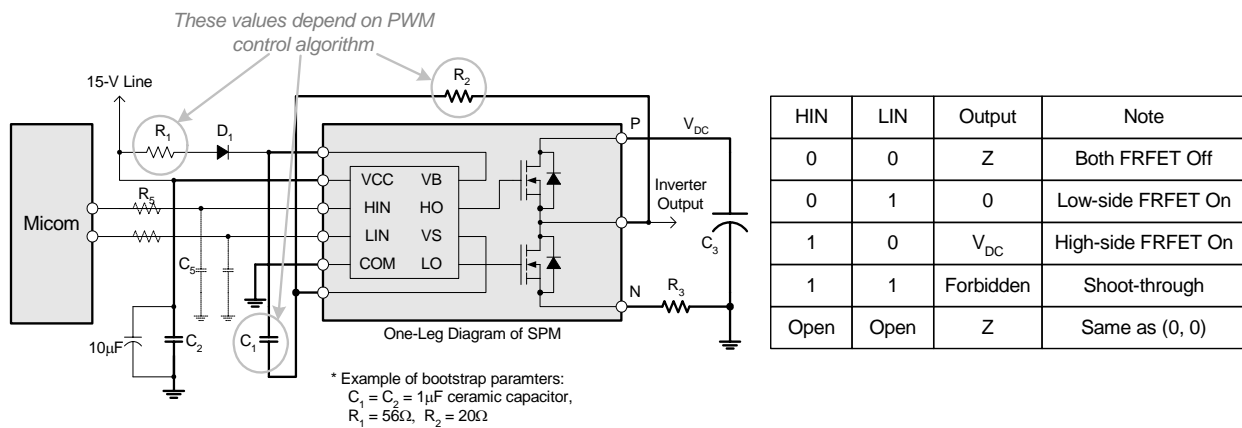 These values depend on PWM
control algorithm
R2
15-V Line
R1
D1
P
VDC
Micom
R5
VCC VB
HIN HO
LIN VS
COM LO
Inverter
Output
C3
C5
N
R3
10μF
C2
C1
One-Leg Diagram of SPM
* Example of bootstrap paramters:
C1 = C2 = 1μF ceramic capacitor,
R1 = 56Ω, R2 = 20Ω
HIN LIN Output Note
0 0 Z Both FRFET Off
0 1 0 Low-side FRFET On
1 0 VDC High-side FRFET On
1 1 Forbidden Shoot-through
Open Open Z Same as (0, 0)